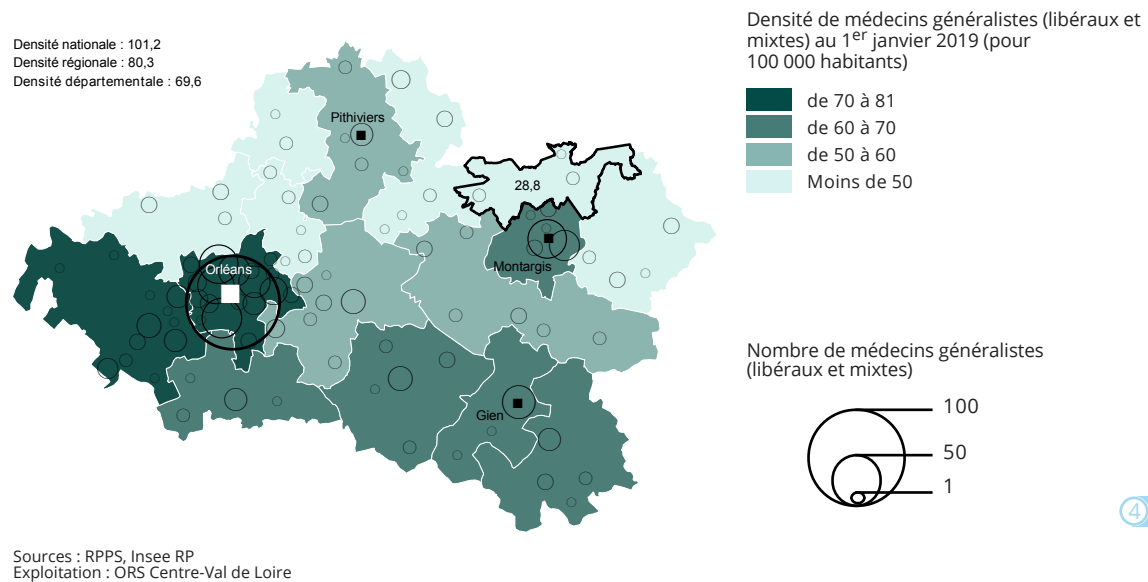 Densité nationale : 101,2
Densité régionale : 80,3
Densité départementale : 69,6
Pithiviers
28,8
Orléans
Montargis
Gien
Densité de médecins généralistes (libéraux et
mixtes) au 1er janvier 2019 (pour
100 000 habitants)
de 70 à 81
de 60 à 70
de 50 à 60
Moins de 50
Nombre de médecins généralistes
(libéraux et mixtes)
100
50
1
4
Sources : RPPS, Insee RP
Exploitation : ORS Centre-Val de Loire